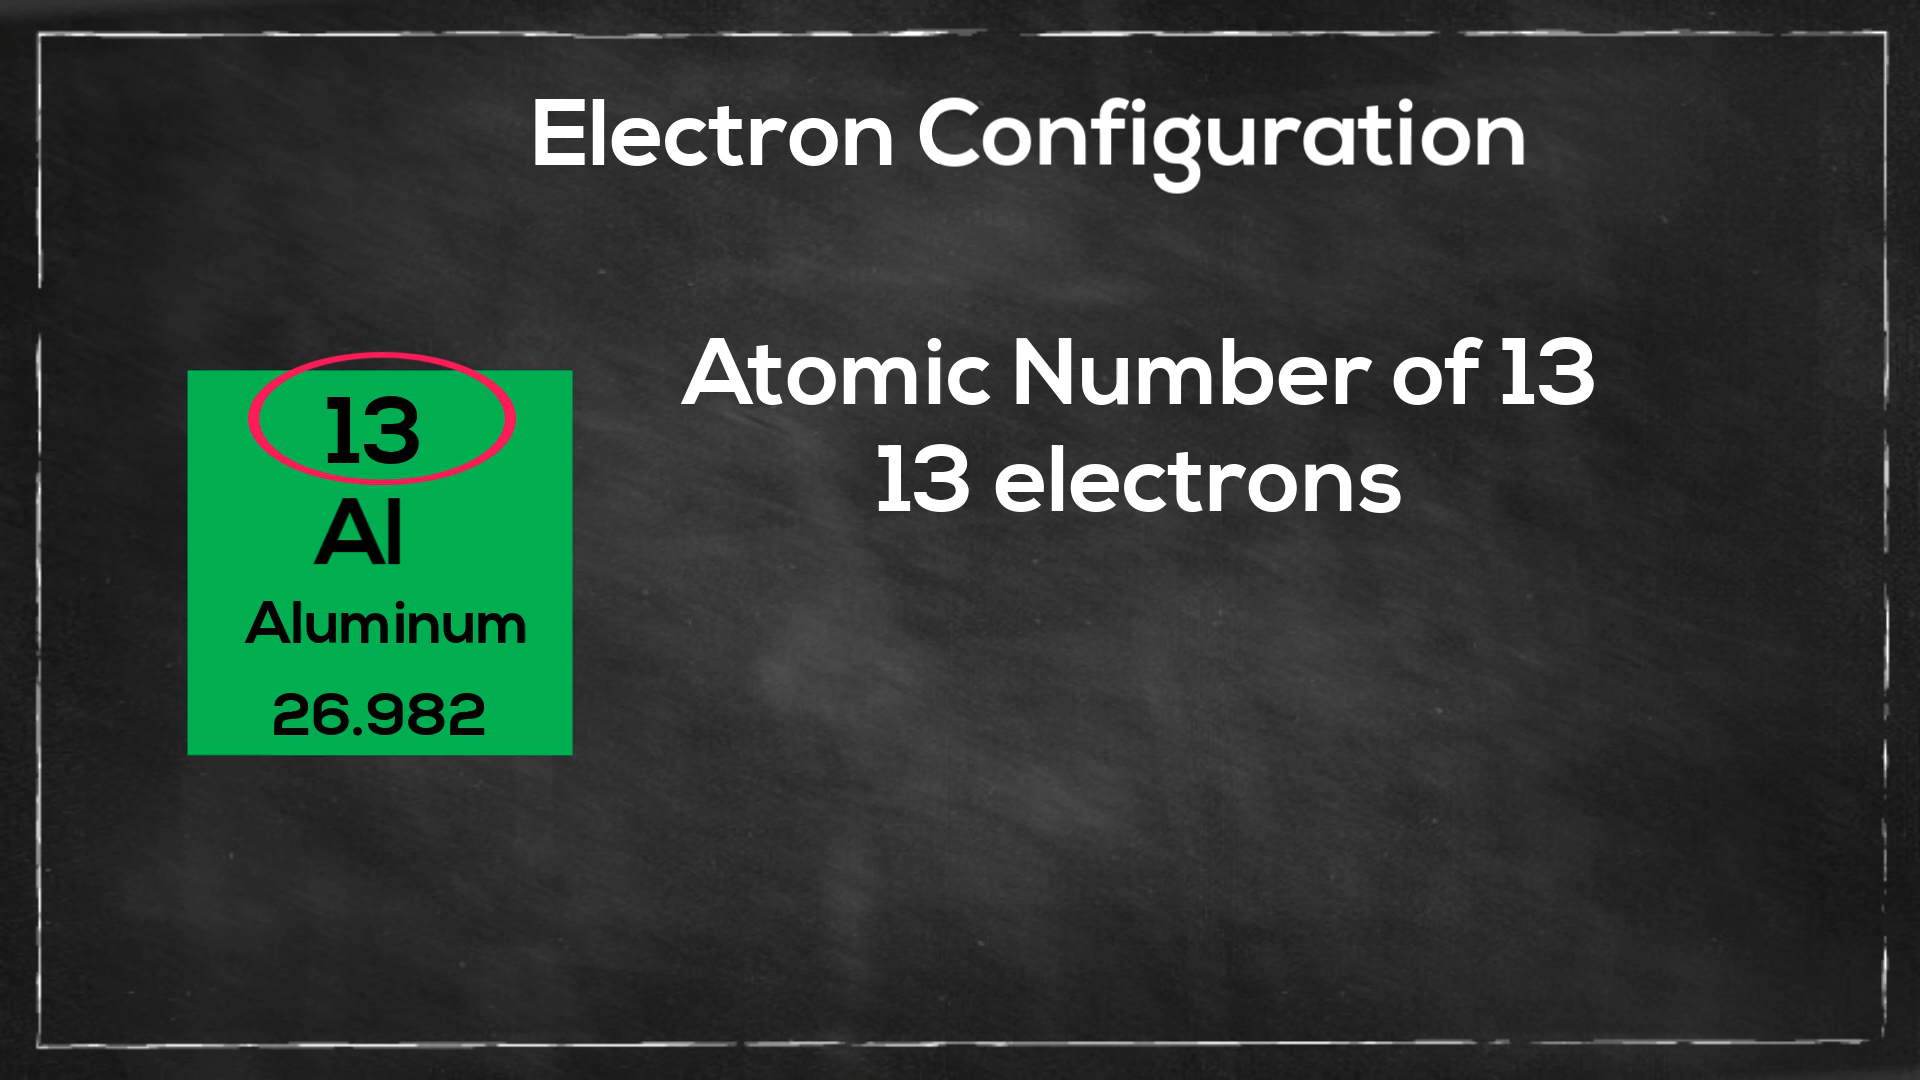 Electron Configuration
13
Al
Aluminum
26.982
Atomic Number of 13
13 electrons